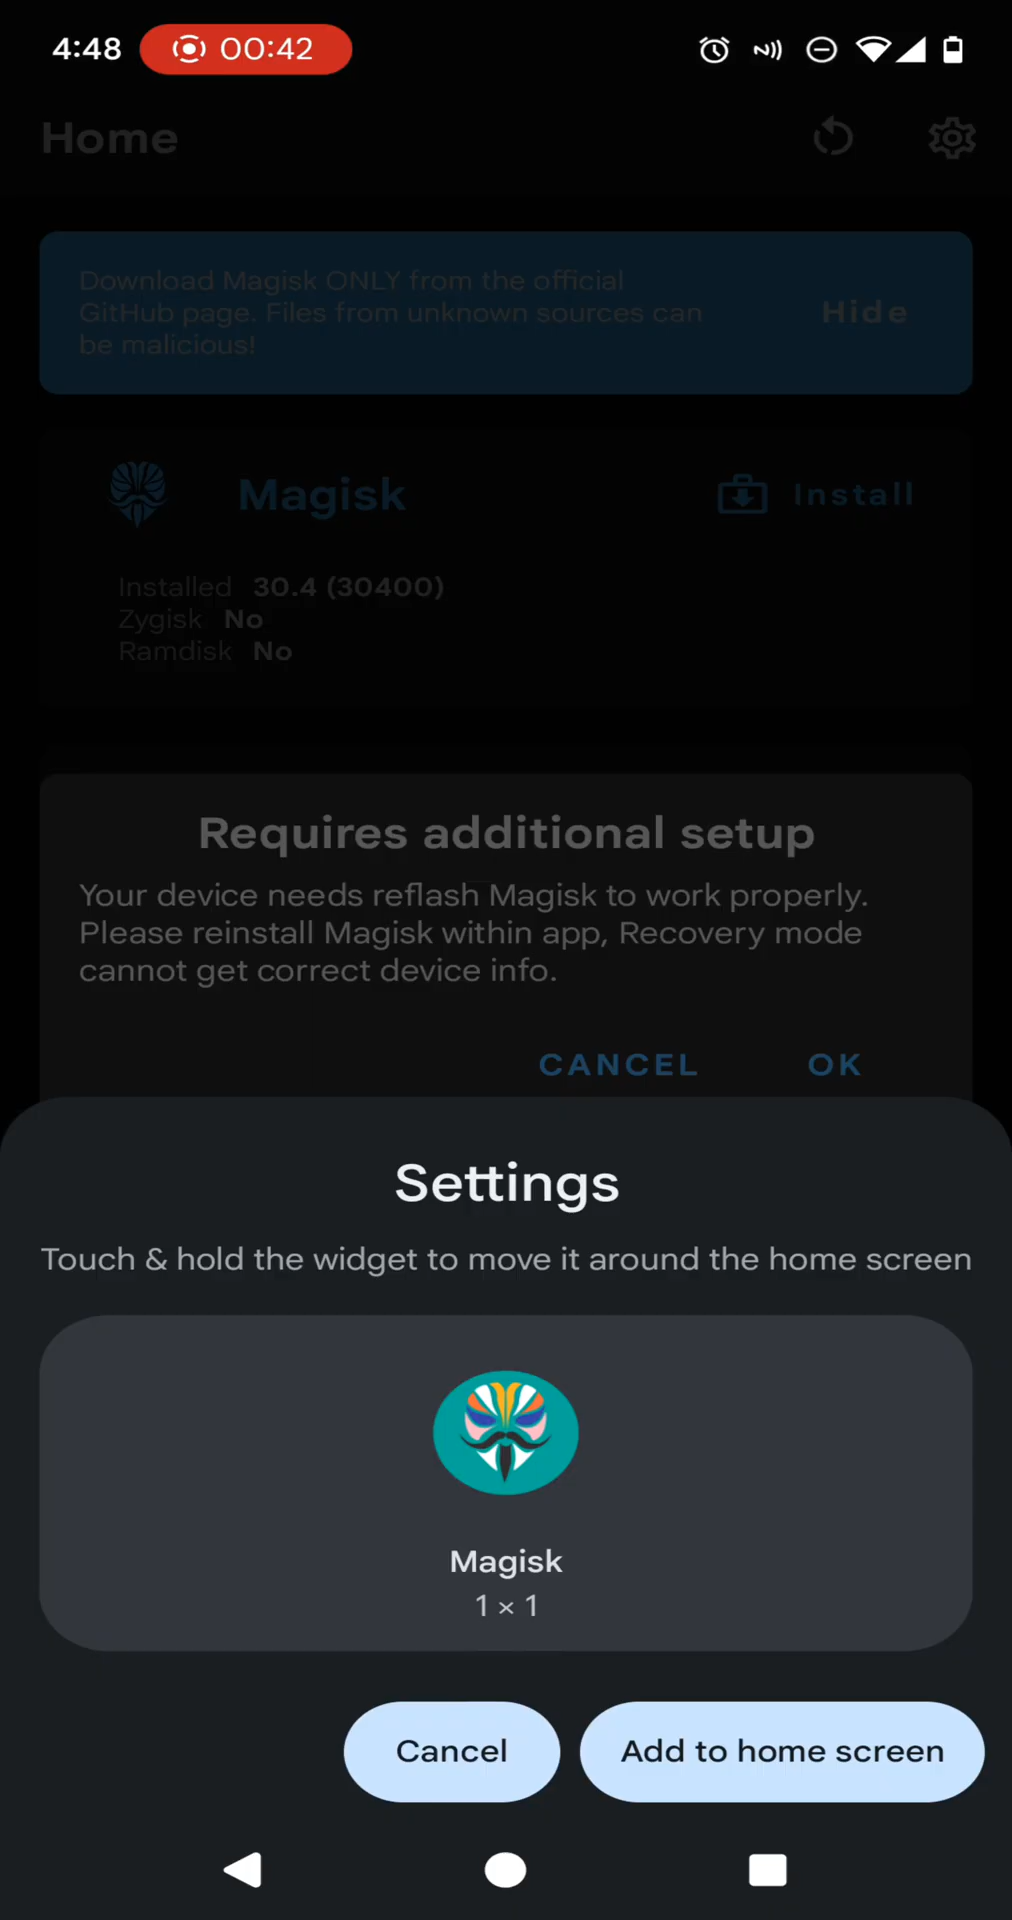 4:48 00:42
Home
Download Magisk ONLY from the official
GitHub page. Files from unknown sources can
be malicious!
Hide
Magisk
Install
Installed 30.4 (30400)
Zygisk No
Ramdisk No
Requires additional setup
Your device needs reflash Magisk to work properly.
Please reinstall Magisk within app, Recovery mode
cannot get correct device info.
CANCEL OK
Settings
Touch & hold the widget to move it around the home screen
Magisk
1 × 1
Cancel Add to home screen